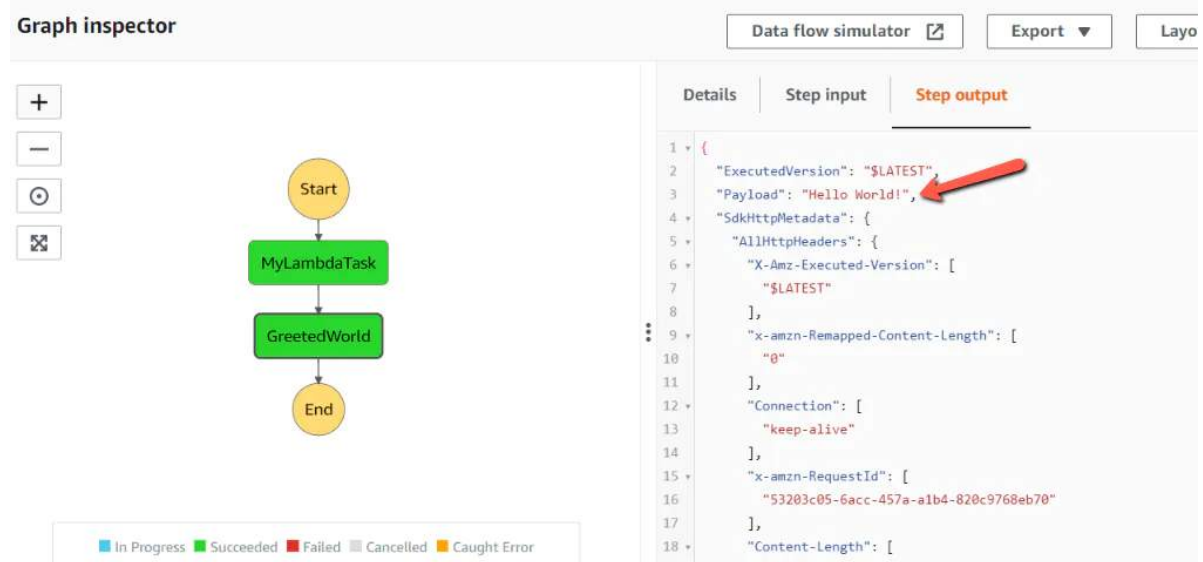 Graph inspector
Data flow simulator
Export
Layo
Details
Step input
Step output
Start
MyLambdaTask
GreetedWorld
End
In Progress Succeeded Failed Cancelled Caught Error
1 {
2 "ExecutedVersion": "$LATEST",
3 "Payload": "Hello World!",
4 "SdkHttpMetadata": {
5 "AllHttpHeaders": {
6 "X-Amz-Executed-Version": [
7 "$LATEST"
8 ],
9 "x-amzn-Remapped-Content-Length": [
10 "0"
11 ],
12 "Connection": [
13 "keep-alive"
14 ],
15 "x-amzn-RequestId": [
16 "53203c05-6acc-457a-a1b4-820c9768eb70"
17 ],
18 "Content-Length": [